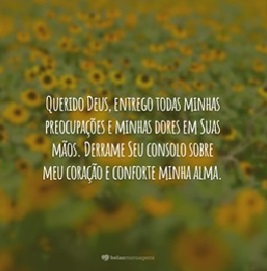 Querido Deus, entrego todas minhas
preocupações e minhas dores em Suas
mãos. Derrame Seu consolo sobre
meu coração e conforte minha alma.
belasmensagens